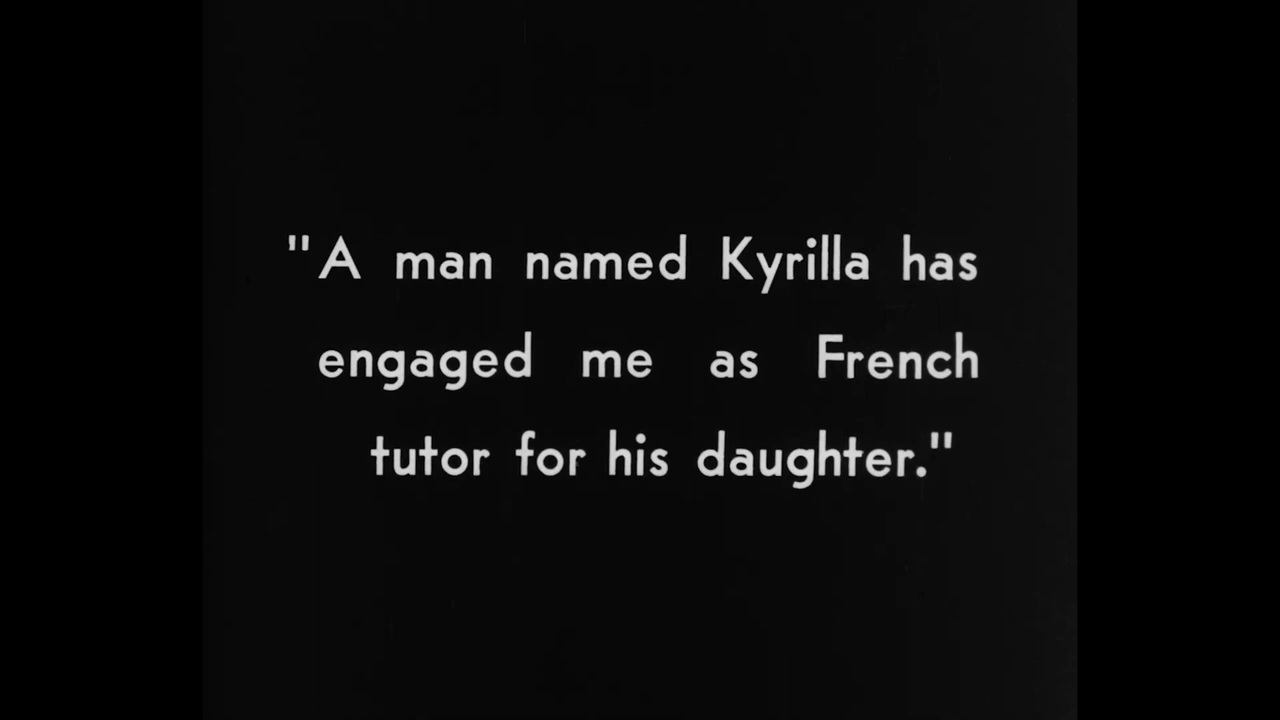 "A man named Kyrilla has
engaged me as French
tutor for his daughter."